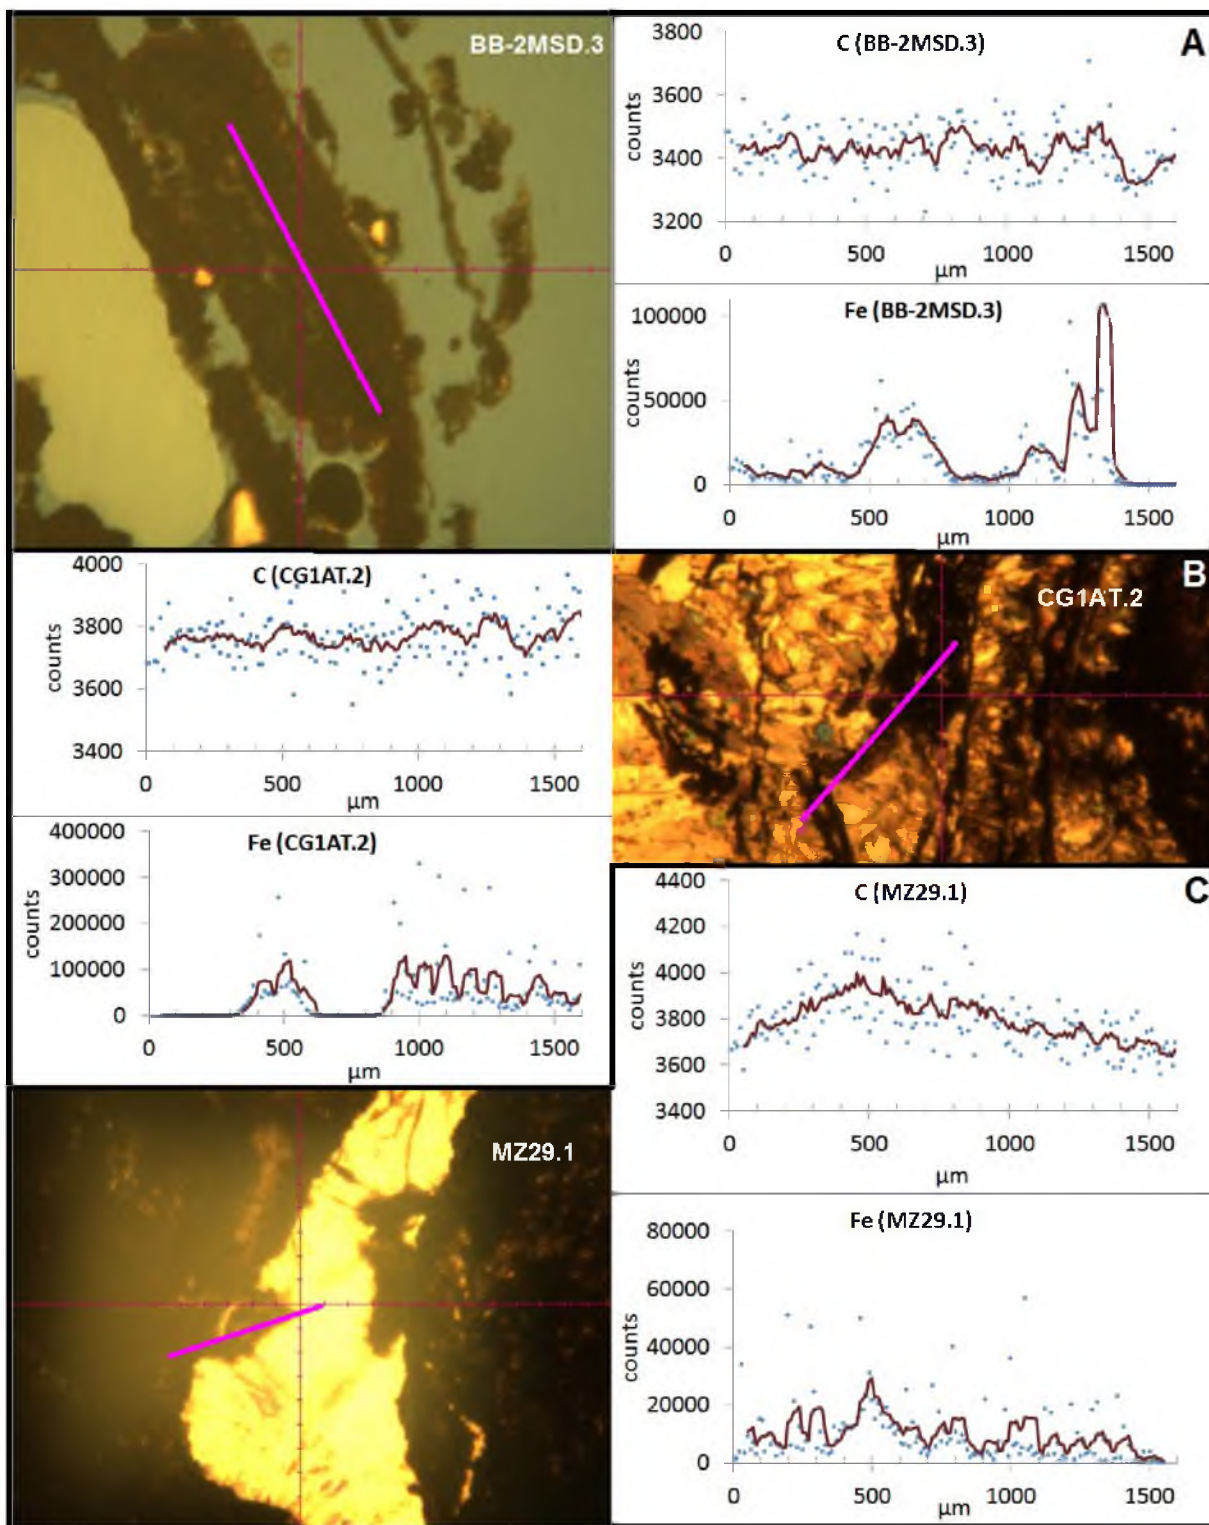 BB-2MSD.3
A
C (BB-2MSD.3)
counts
3800
3600
3400
3200
0 500 1000 1500
µm
Fe (BB-2MSD.3)
counts
100000
50000
0
0 500 1000 1500
µm
C (CG1AT.2)
counts
4000
3800
3600
3400
0 500 1000 1500
µm
Fe (CG1AT.2)
counts
400000
300000
200000
100000
0
0 500 1000 1500
µm
B
CG1AT.2
C
C (MZ29.1)
counts
4400
4200
4000
3800
3600
3400
0 500 1000 1500
µm
MZ29.1
Fe (MZ29.1)
counts
80000
60000
40000
20000
0
0 500 1000 1500
µm